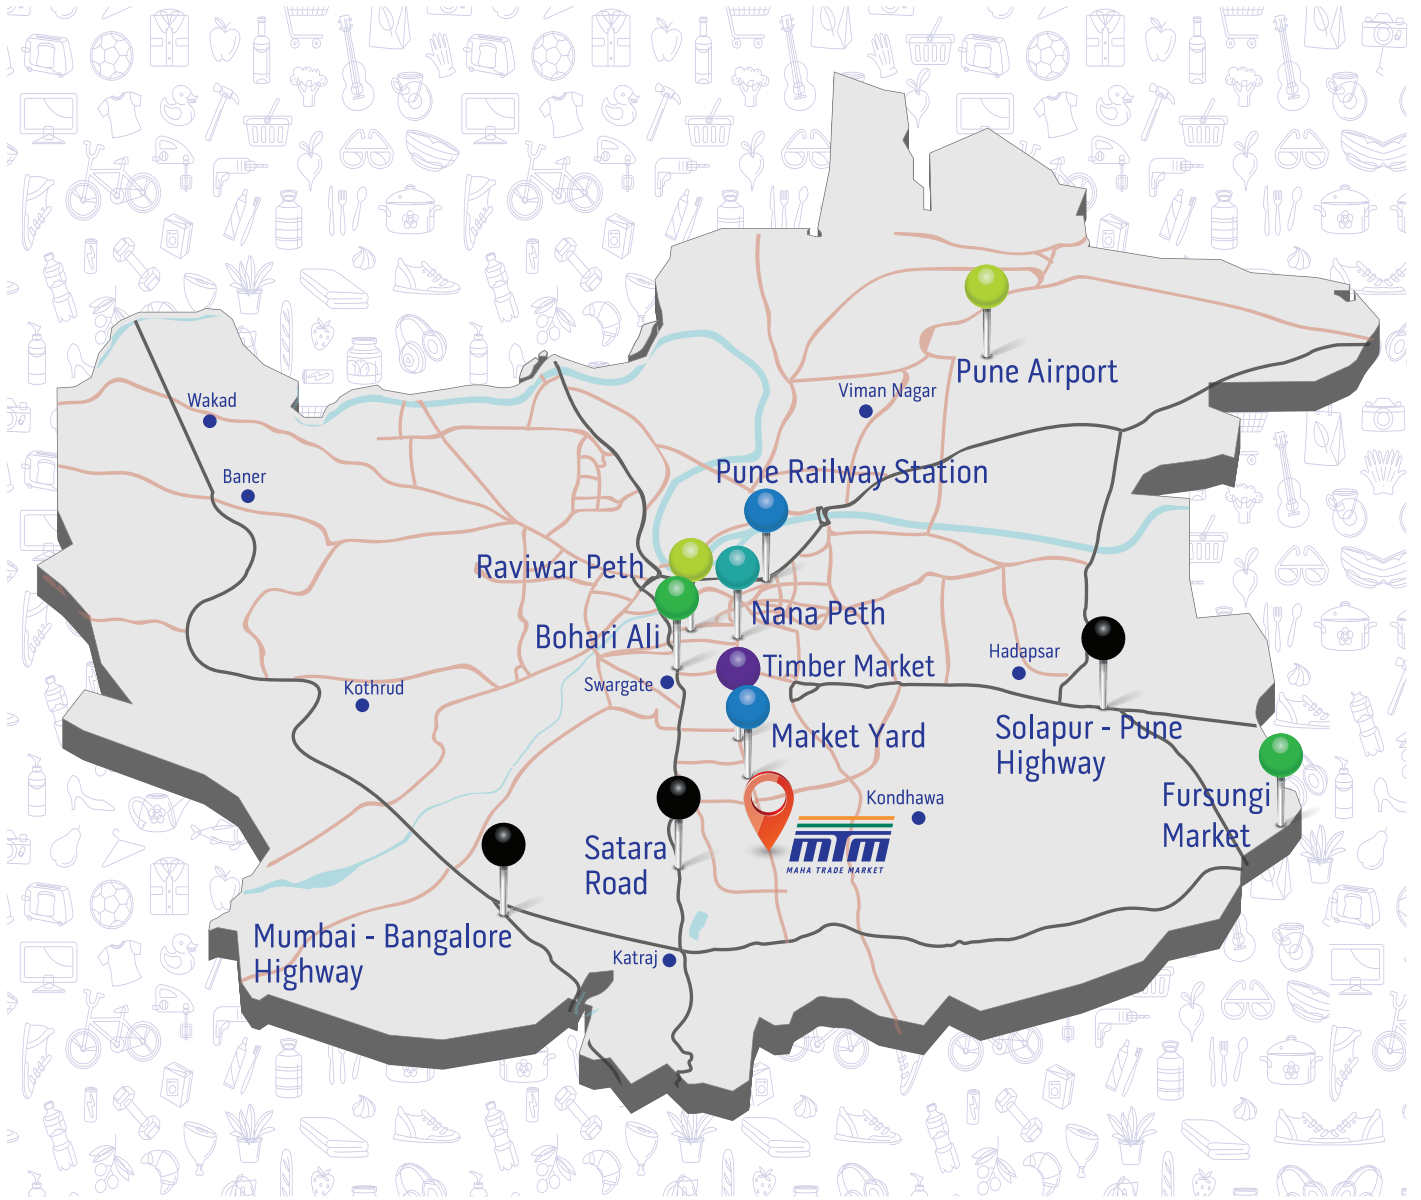 Pune Airport
Viman Nagar
Wakad
Baner
Pune Railway Station
Raviwar Peth
Nana Peth
Bohari Ali
Timber Market
Hadapsar
Swargate
Kothrud
Market Yard
Solapur - Pune
Highway
Fursungi
Market
Kondhawa
mTm
MAHA TRADE MARKET
Satara
Road
Mumbai - Bangalore
Highway
Katraj